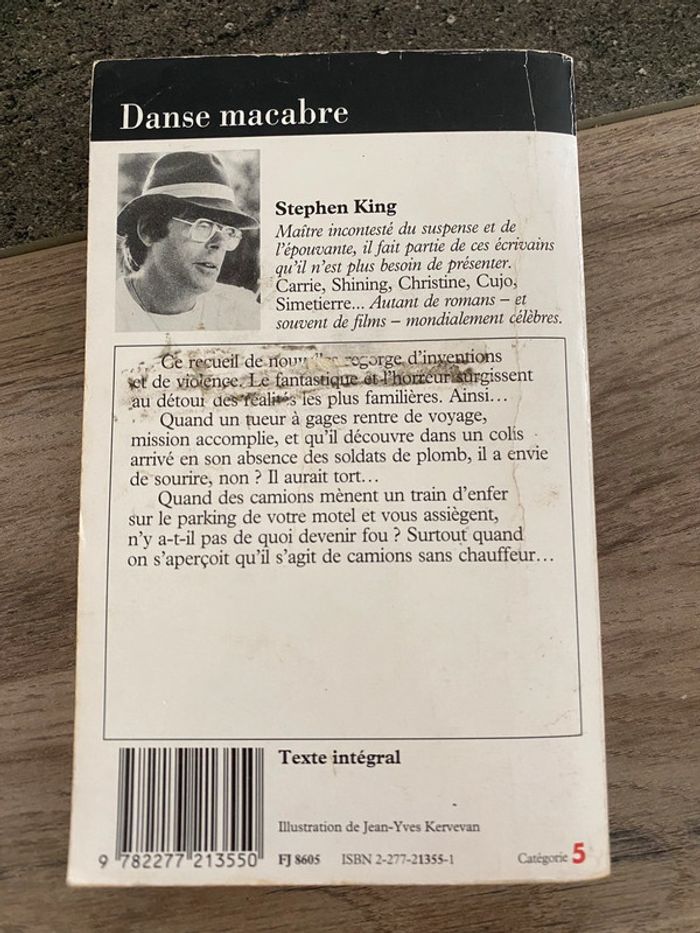 Danse macabre
Stephen King
Maître incontesté du suspense et de
l'épouvante, il fait partie de ces écrivains
qu'il n'est plus besoin de présenter.
Carrie, Shining, Christine, Cujo,
Simetierre... Autant de romans – et
souvent de films – mondialement célèbres.
Ce recueil de regorge d'inventions
et de violence. Le fantastique et l'horreur surgissent
au détour des réalités les plus familières. Ainsi...
Quand un tueur à gages rentre de voyage,
mission accomplie, et qu'il découvre dans un colis
arrivé en son absence des soldats de plomb, il a envie
de sourire, non ? Il aurait tort...
Quand des camions mènent un train d'enfer
sur le parking de votre motel et vous assiègent,
n'y a-t-il pas de quoi devenir fou ? Surtout quand
on s'aperçoit qu'il s'agit de camions sans chauffeur...
Texte intégral
Illustration de Jean-Yves Kervevan
9 782277 213550
FJ 8605 ISBN 2-277-21355-1 Catégorie 5